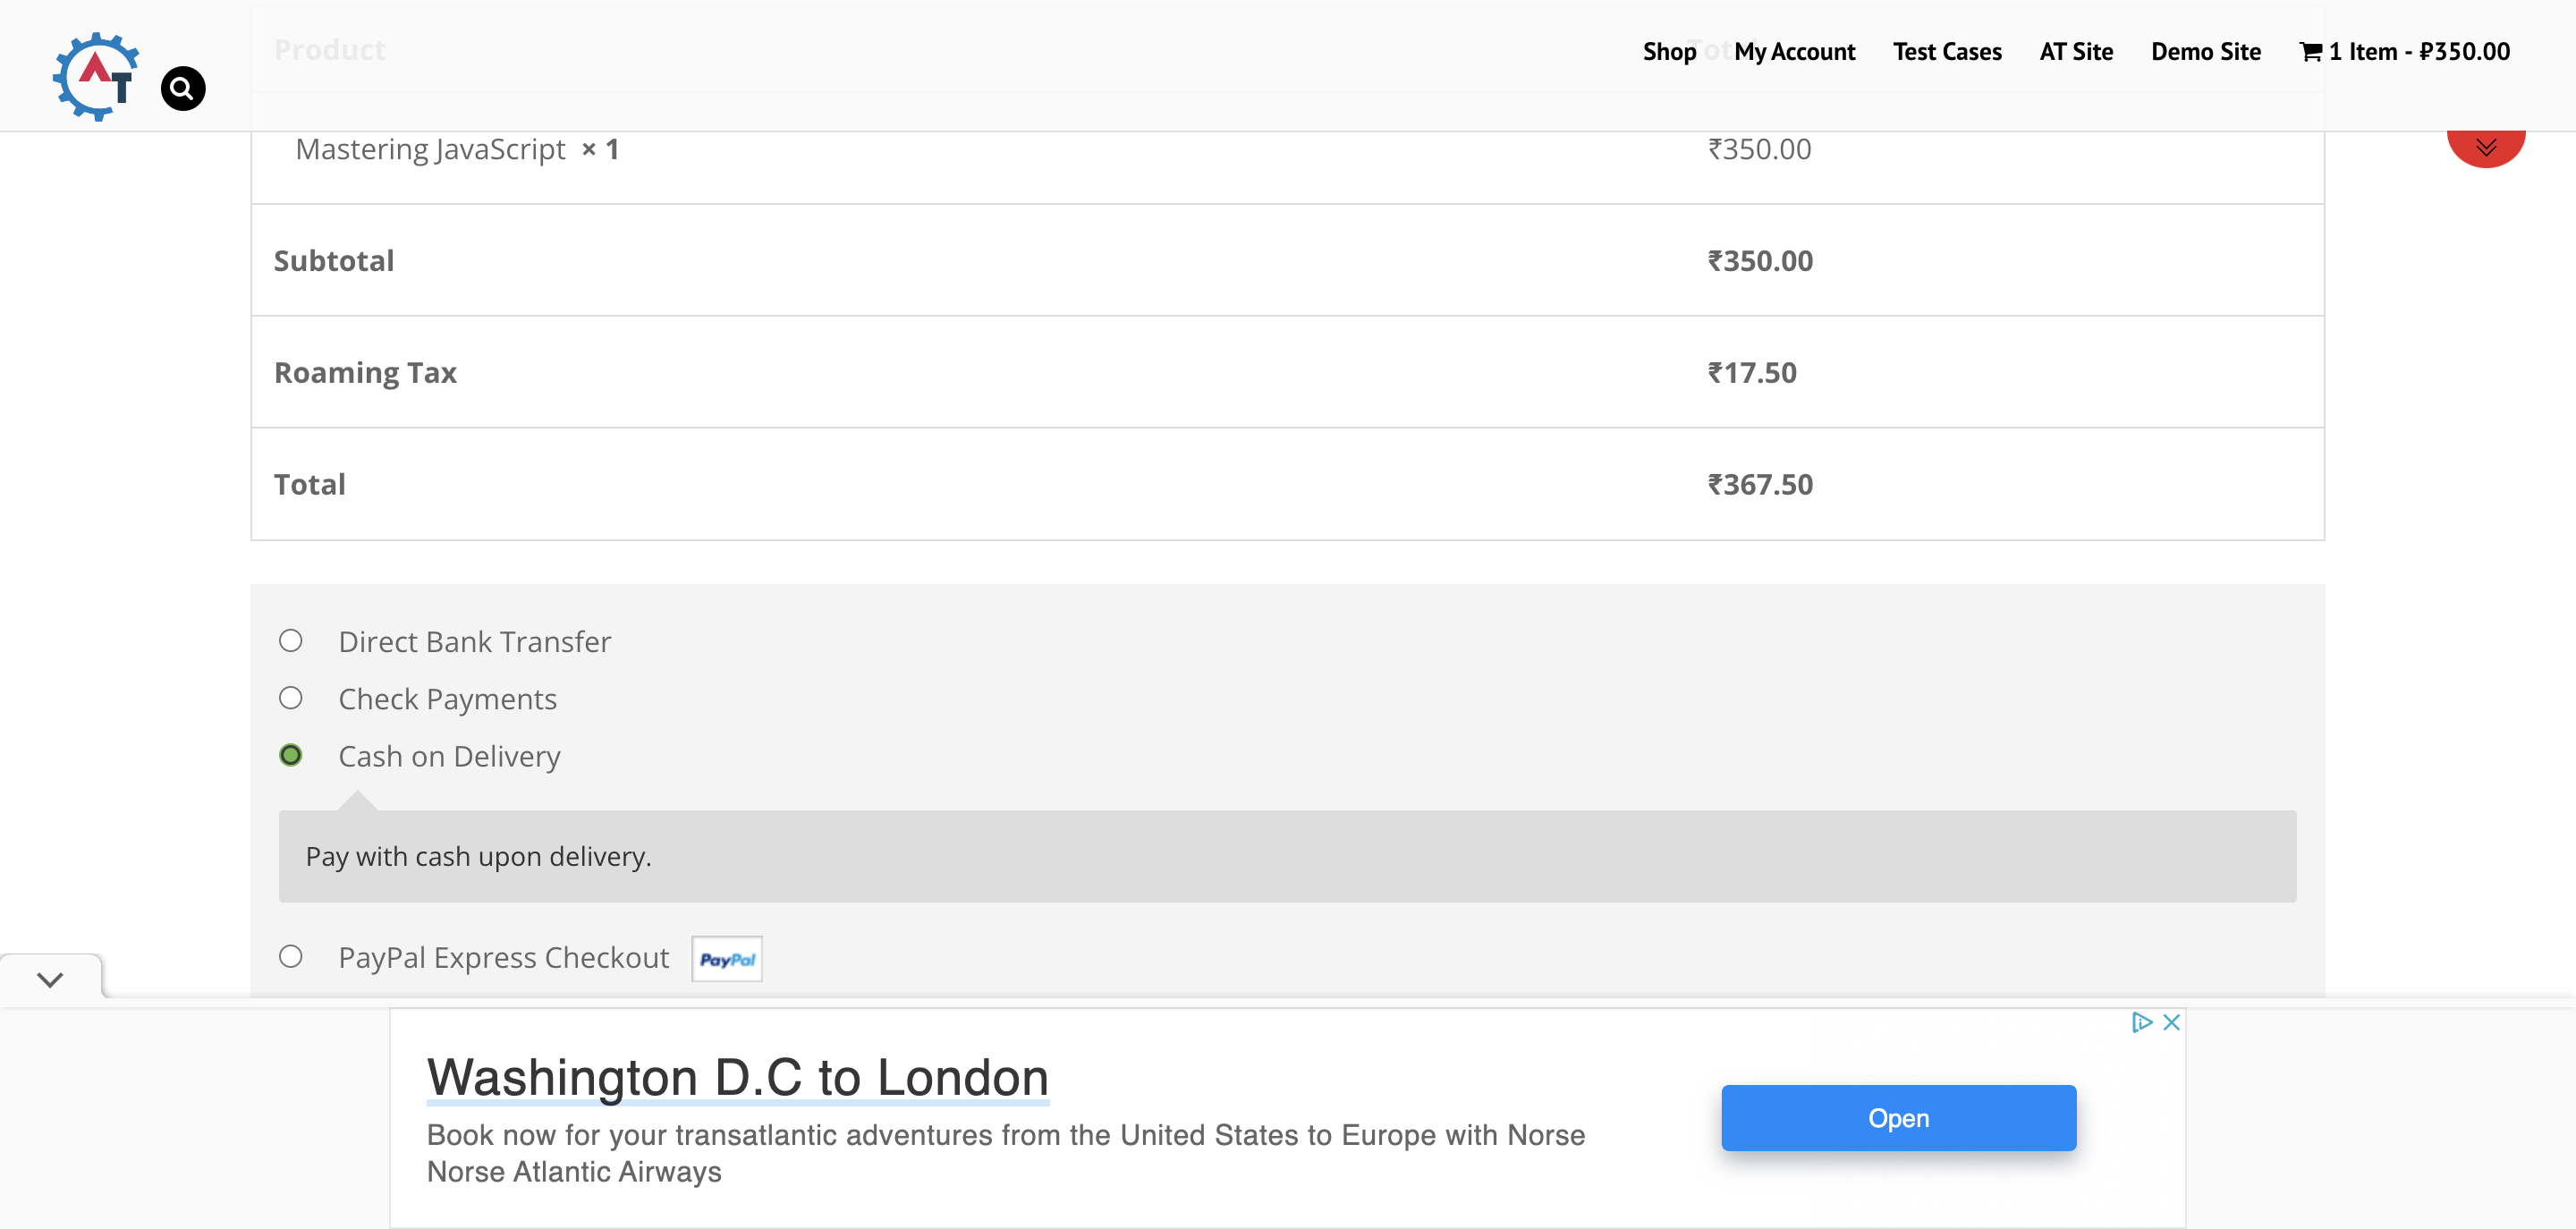 Product Total
Shop My Account Test Cases AT Site Demo Site 1 Item - ₽350.00
AT
Mastering JavaScript × 1 ₹350.00
Subtotal ₹350.00
Roaming Tax ₹17.50
Total ₹367.50
Direct Bank Transfer
Check Payments
Cash on Delivery
Pay with cash upon delivery.
PayPal Express Checkout PayPal
Washington D.C to London
Book now for your transatlantic adventures from the United States to Europe with Norse
Norse Atlantic Airways
Open